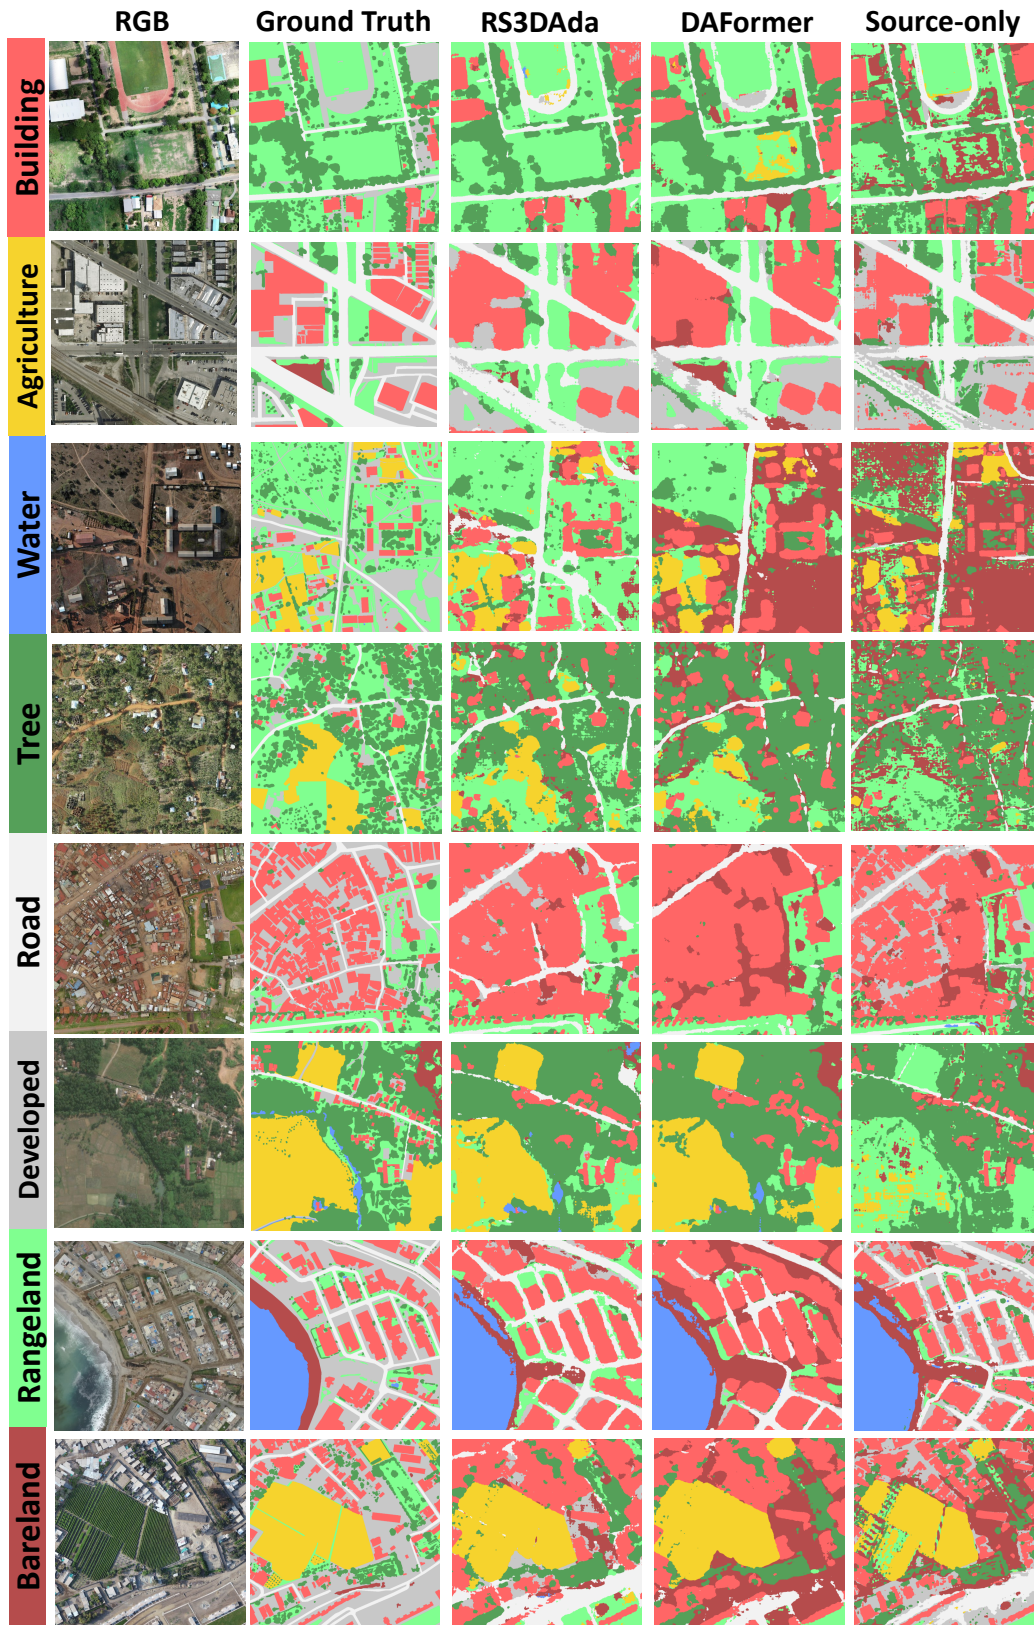 RGB Ground Truth RS3DAda DAFormer Source-only
Building
Agriculture
Water
Tree
Road
Developed
Rangeland
Bareland